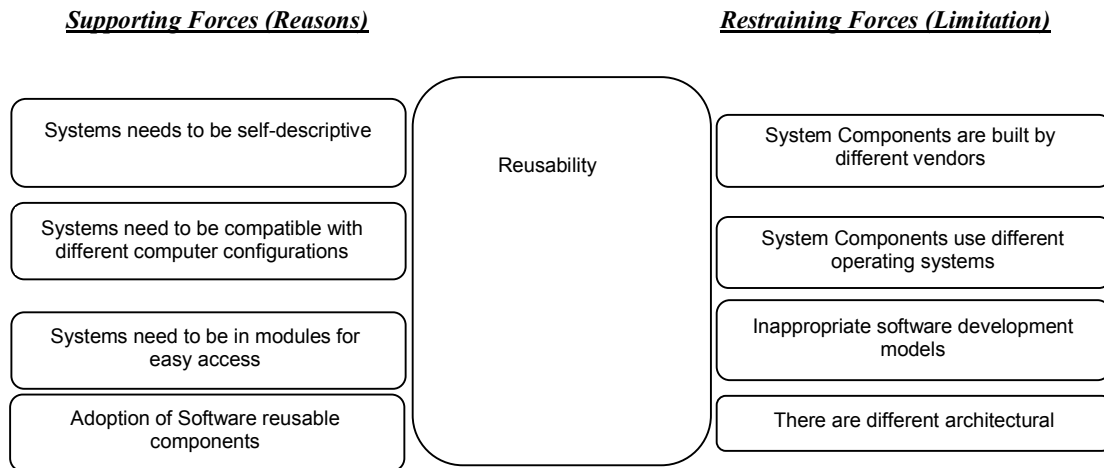 Supporting Forces (Reasons)
Restraining Forces (Limitation)
Systems needs to be self-descriptive
Systems need to be compatible with
different computer configurations
Systems need to be in modules for
easy access
Adoption of Software reusable
components
Reusability
System Components are built by
different vendors
System Components use different
operating systems
Inappropriate software development
models
There are different architectural